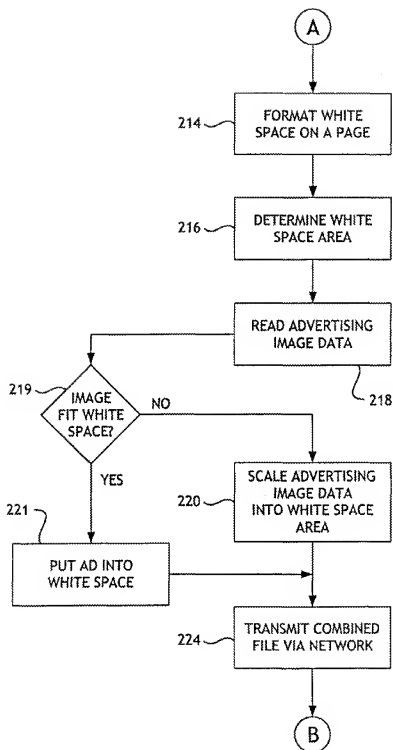 A
214
FORMAT WHITE
SPACE ON A PAGE
216
DETERMINE WHITE
SPACE AREA
READ ADVERTISING
IMAGE DATA
218
219
IMAGE
FIT WHITE
SPACE?
NO
YES
220
SCALE ADVERTISING
IMAGE DATA
INTO WHITE SPACE
AREA
221
PUT AD INTO
WHITE SPACE
224
TRANSMIT COMBINED
FILE VIA NETWORK
B